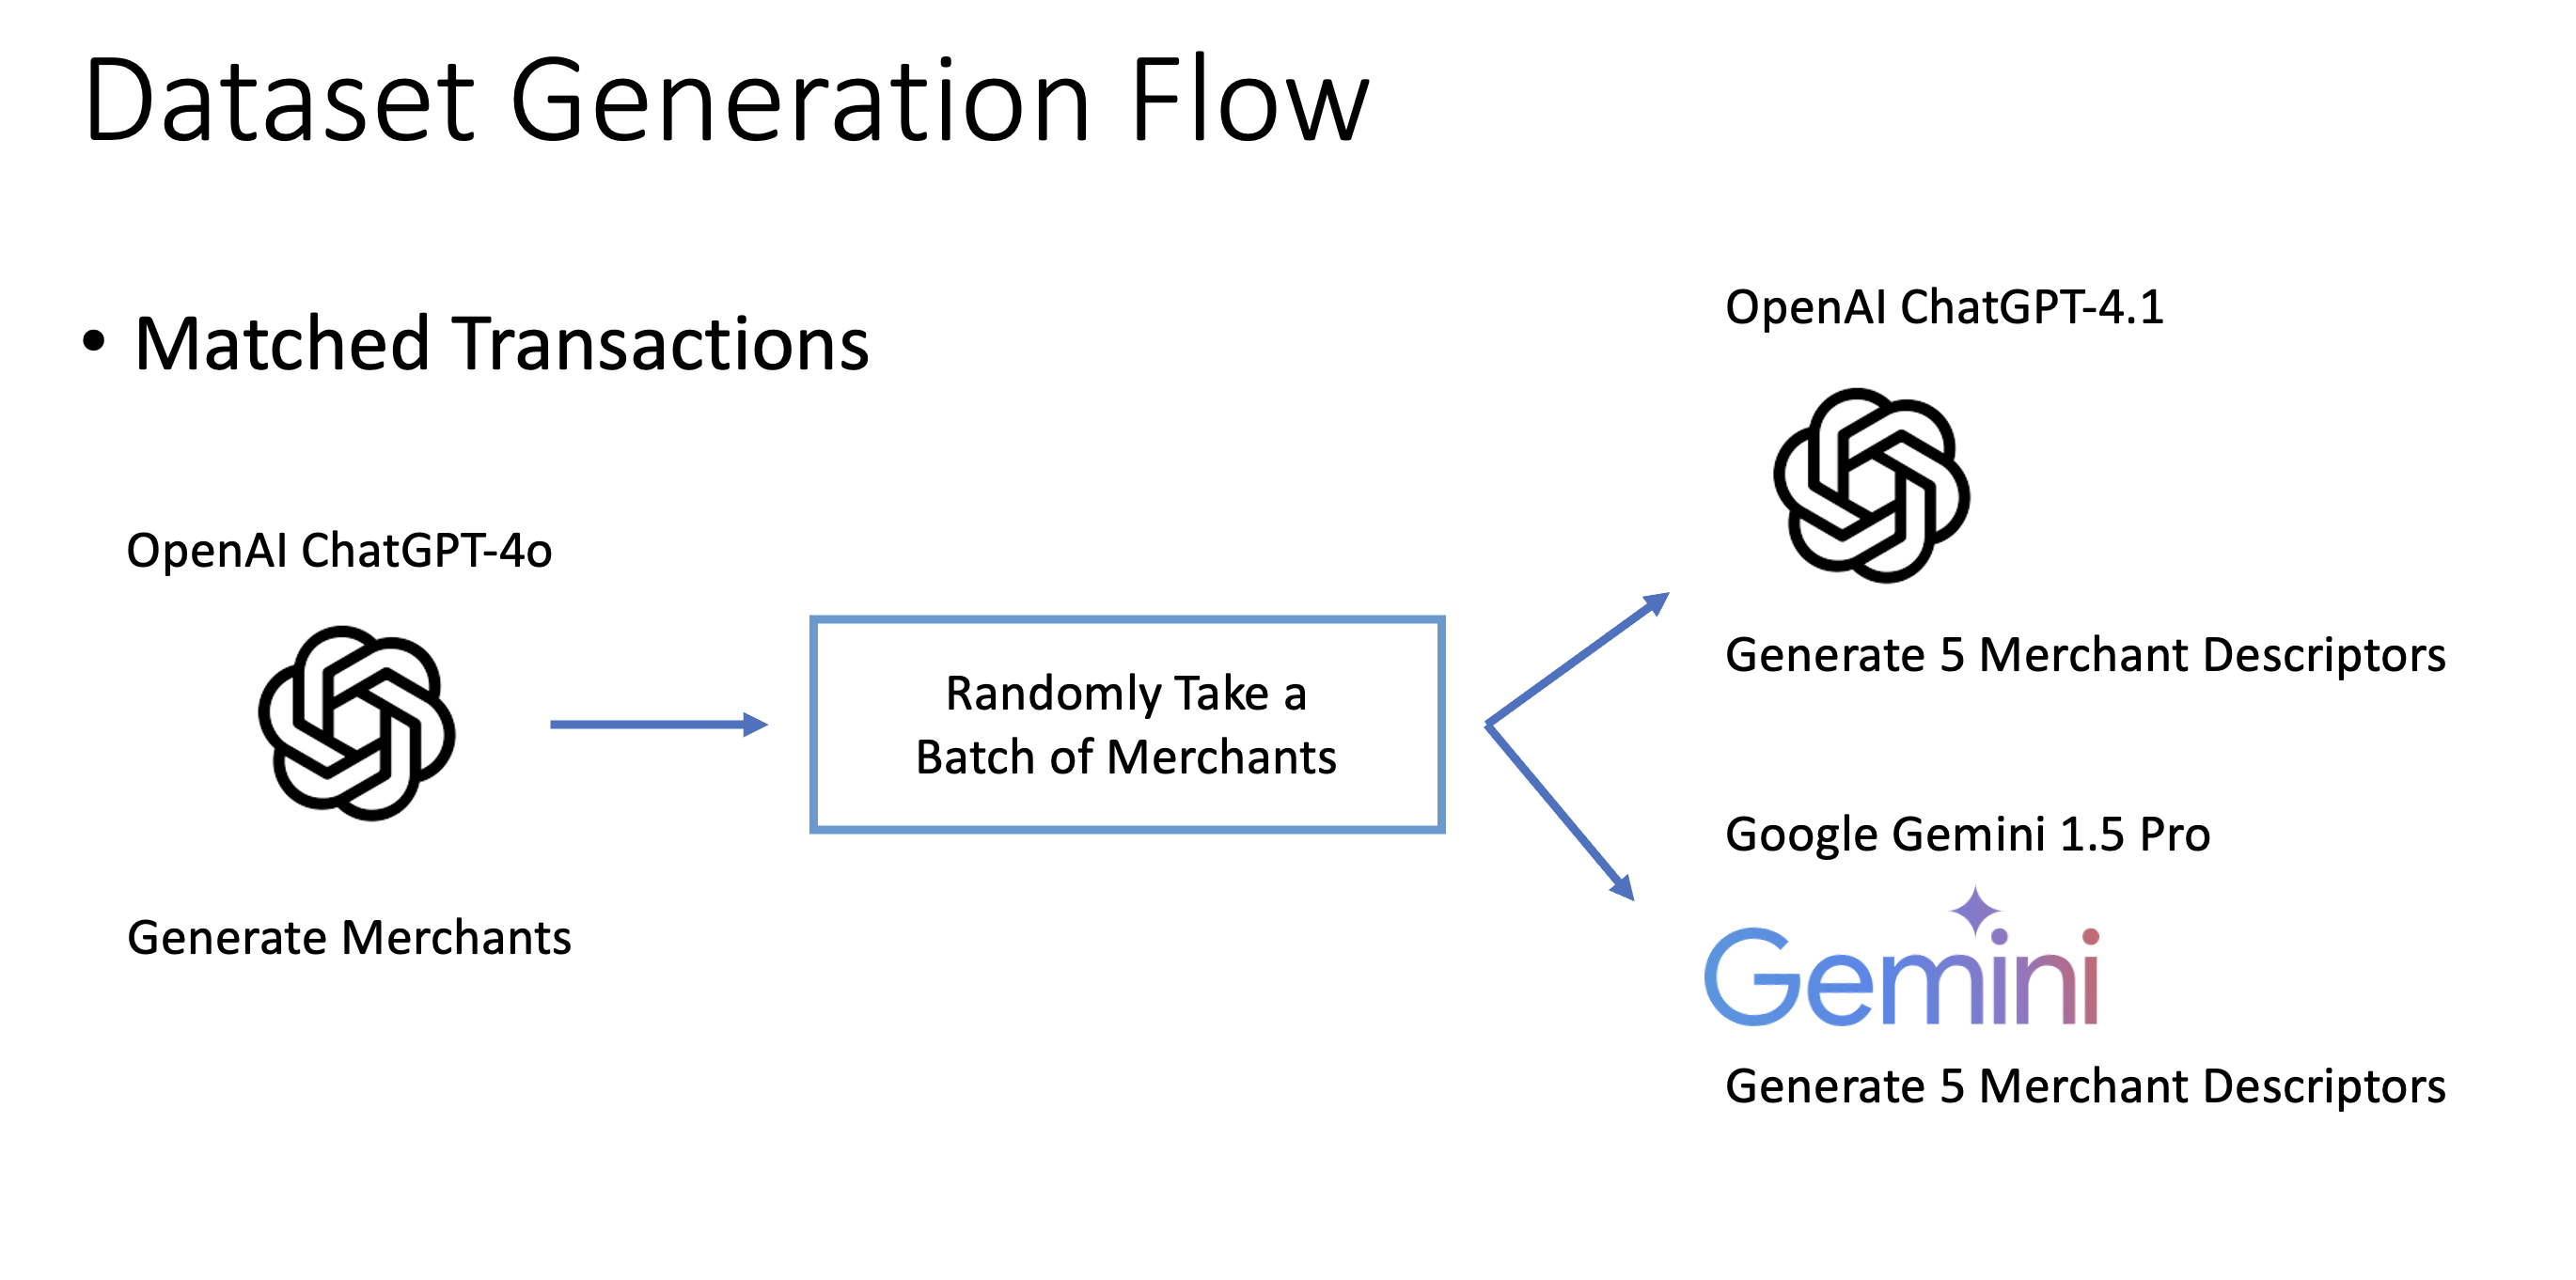 Dataset Generation Flow
• Matched Transactions
OpenAI ChatGPT-4o
Generate Merchants
Randomly Take a
Batch of Merchants
OpenAI ChatGPT-4.1
Generate 5 Merchant Descriptors
Google Gemini 1.5 Pro
Gemini
Generate 5 Merchant Descriptors